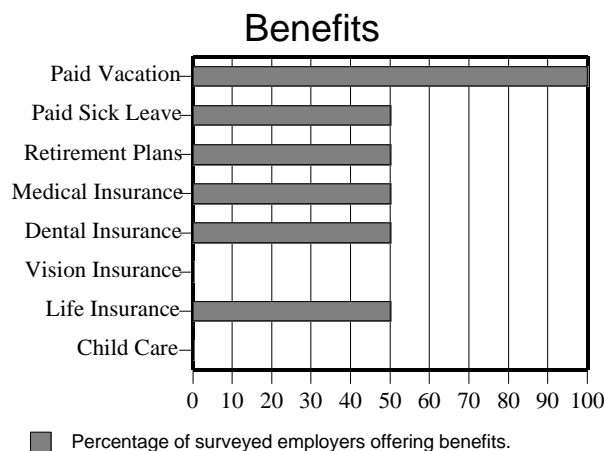 Benefits
Paid Vacation
Paid Sick Leave
Retirement Plans
Medical Insurance
Dental Insurance
Vision Insurance
Life Insurance
Child Care
0 10 20 30 40 50 60 70 80 90 100
Percentage of surveyed employers offering benefits.